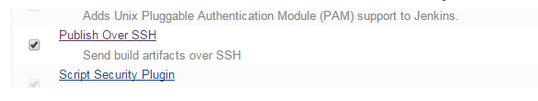 Adds Unix Pluggable Authentication Module (PAM) support to Jenkins.
Publish Over SSH
Send build artifacts over SSH
Script Security Plugin